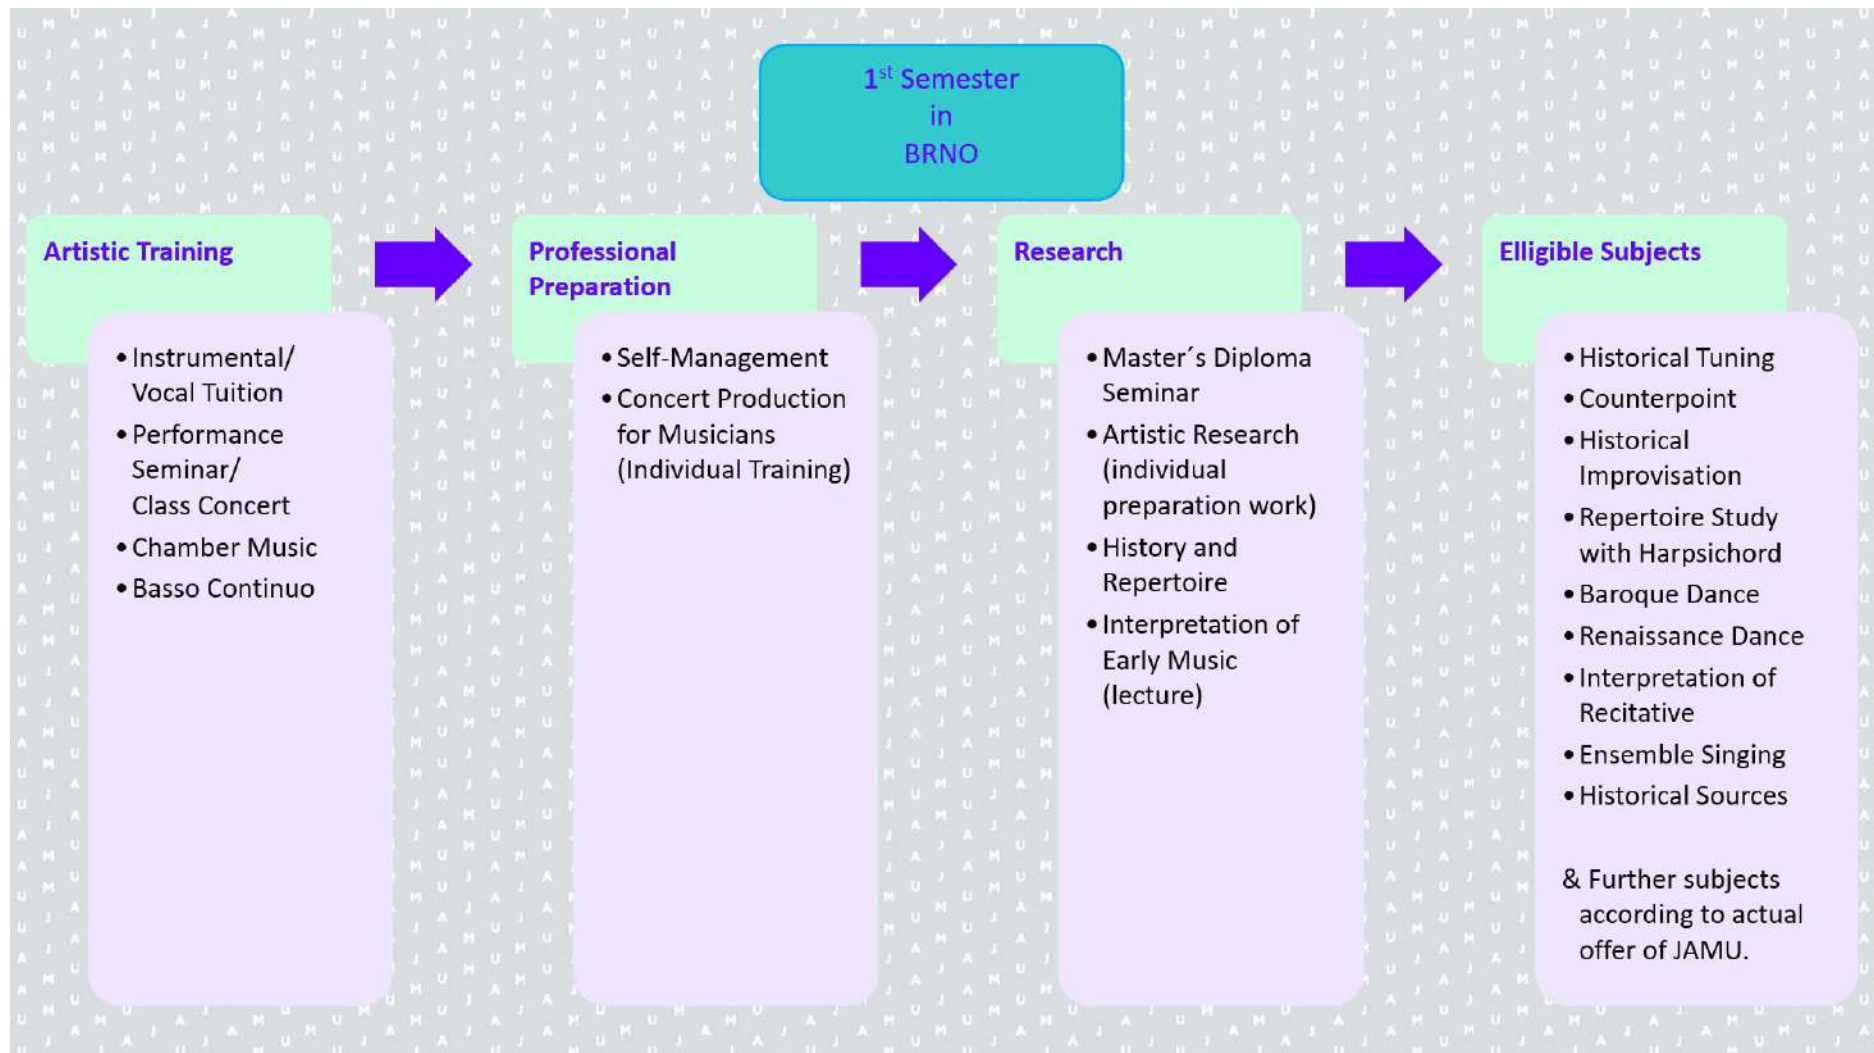 1st Semester
in
BRNO
Artistic Training
• Instrumental/
Vocal Tuition
• Performance
Seminar/
Class Concert
• Chamber Music
• Basso Continuo
Professional
Preparation
• Self-Management
• Concert Production
for Musicians
(Individual Training)
Research
• Master´s Diploma
Seminar
• Artistic Research
(individual
preparation work)
• History and
Repertoire
• Interpretation of
Early Music
(lecture)
Elligible Subjects
• Historical Tuning
• Counterpoint
• Historical
Improvisation
• Repertoire Study
with Harpsichord
• Baroque Dance
• Renaissance Dance
• Interpretation of
Recitative
• Ensemble Singing
• Historical Sources
& Further subjects
according to actual
offer of JAMU.